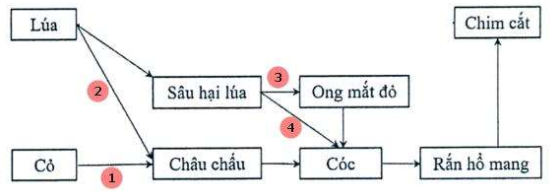 Lúa
Chim cắt
2
Sâu hại lúa
3
Ong mắt đỏ
4
Cỏ
1
Châu chấu
Cóc
Rắn hổ mang